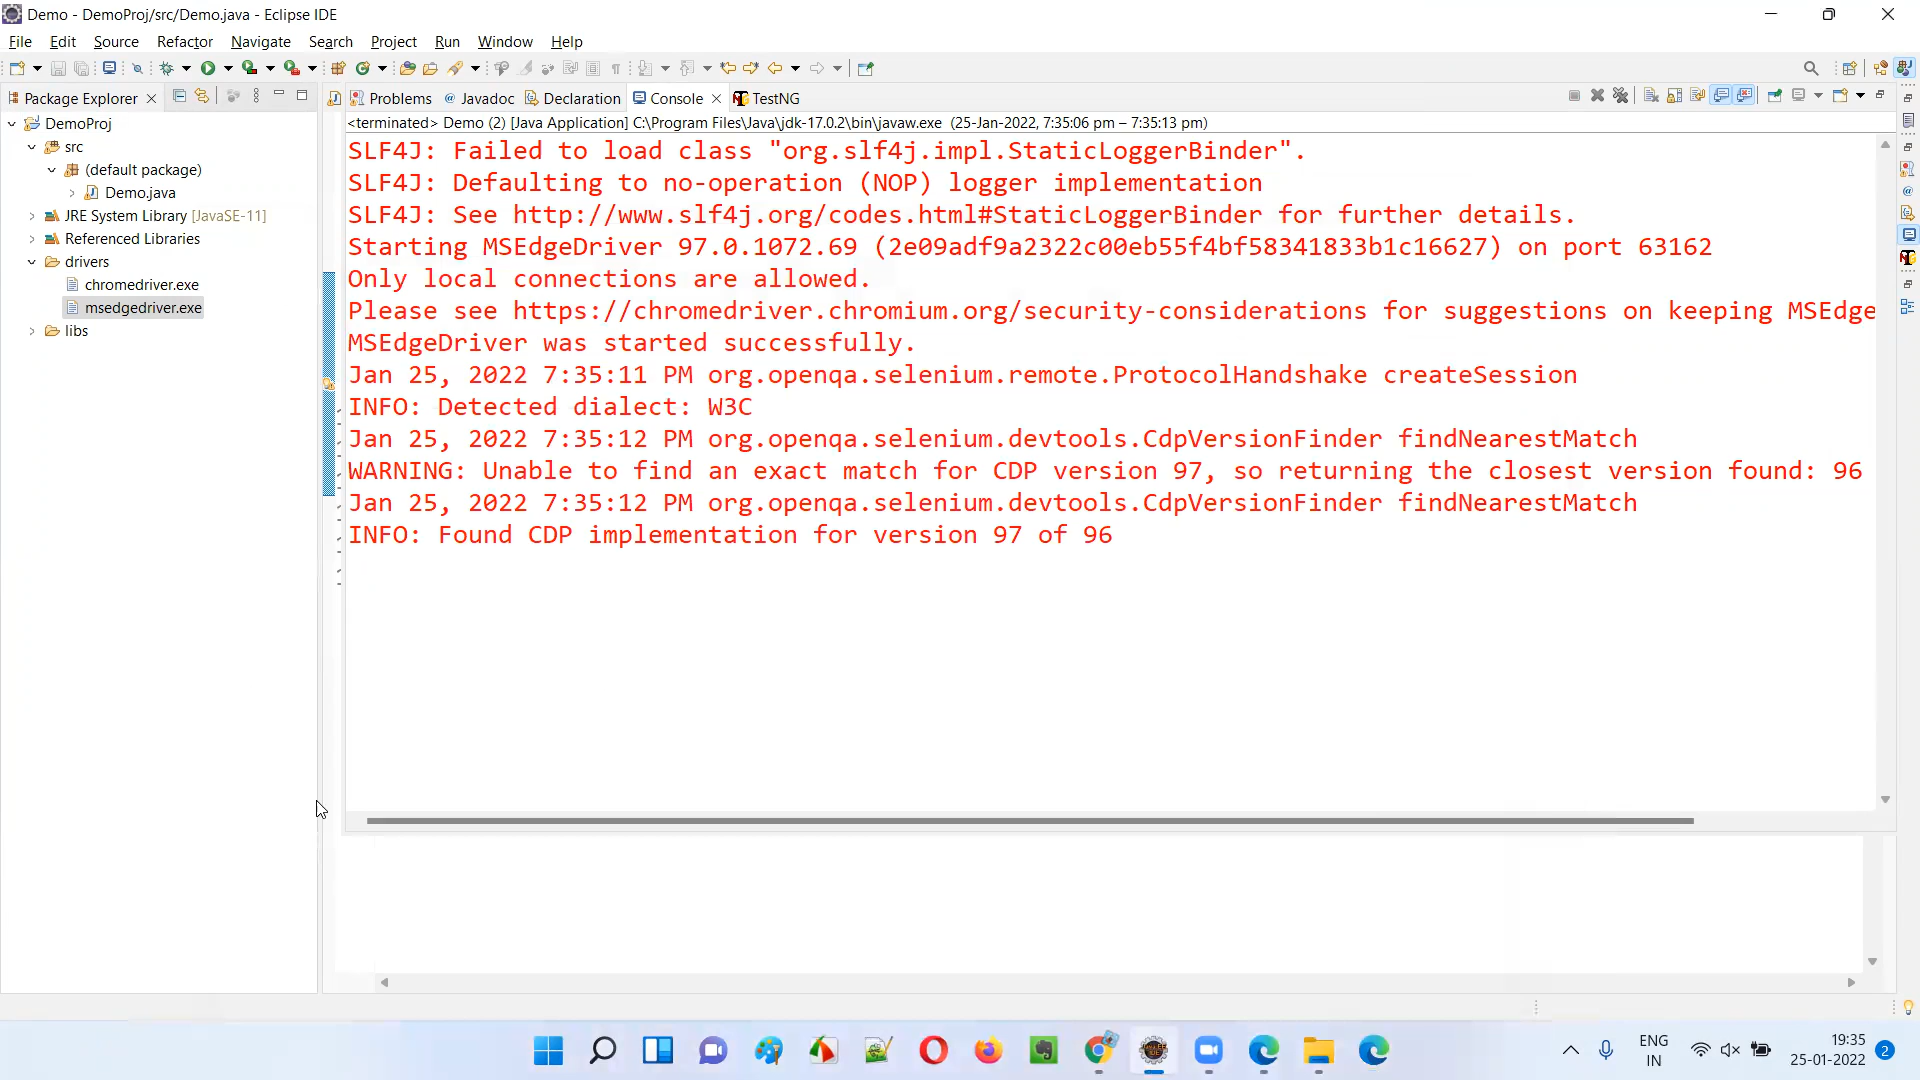 Demo - DemoProj/src/Demo.java - Eclipse IDE
File Edit Source Refactor Navigate Search Project Run Window Help
Package Explorer
Problems Javadoc Declaration Console TestNG
<terminated> Demo (2) [Java Application] C:\Program Files\Java\jdk-17.0.2\bin\javaw.exe (25-Jan-2022, 7:35:06 pm – 7:35:13 pm)
DemoProj
src
(default package)
Demo.java
JRE System Library [JavaSE-11]
Referenced Libraries
drivers
chromedriver.exe
msedgedriver.exe
libs
SLF4J: Failed to load class "org.slf4j.impl.StaticLoggerBinder".
SLF4J: Defaulting to no-operation (NOP) logger implementation
SLF4J: See http://www.slf4j.org/codes.html#StaticLoggerBinder for further details.
Starting MSEdgeDriver 97.0.1072.69 (2e09adf9a2322c00eb55f4bf58341833b1c16627) on port 63162
Only local connections are allowed.
Please see https://chromedriver.chromium.org/security-considerations for suggestions on keeping MSEdge
MSEdgeDriver was started successfully.
Jan 25, 2022 7:35:11 PM org.openqa.selenium.remote.ProtocolHandshake createSession
INFO: Detected dialect: W3C
Jan 25, 2022 7:35:12 PM org.openqa.selenium.devtools.CdpVersionFinder findNearestMatch
WARNING: Unable to find an exact match for CDP version 97, so returning the closest version found: 96
Jan 25, 2022 7:35:12 PM org.openqa.selenium.devtools.CdpVersionFinder findNearestMatch
INFO: Found CDP implementation for version 97 of 96
ENG
IN
19:35
25-01-2022
2